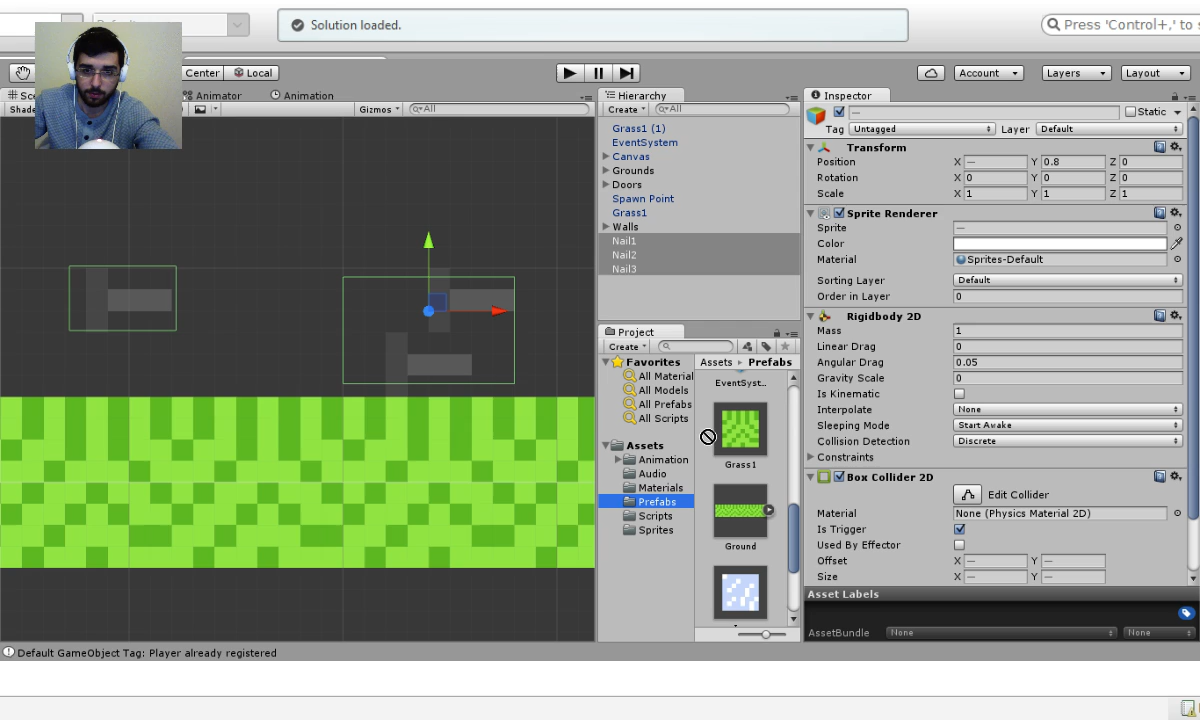 Solution loaded.
Press 'Control+,' to
Center
Local
Account
Layers
Layout
Animator
Animation
Gizmos
All
Hierarchy
Create
All
Grass1 (1)
EventSystem
Canvas
Grounds
Doors
Spawn Point
Grass1
Walls
Nail1
Nail2
Nail3
Project
Create
Favorites
All Material
All Models
All Prefabs
All Scripts
Assets
Animation
Audio
Materials
Prefabs
Scripts
Sprites
Assets
Prefabs
EventSyst...
Grass1
Ground
Inspector
—
Static
Tag Untagged Layer Default
Transform
Position X — Y 0.8 Z 0
Rotation X 0 Y 0 Z 0
Scale X 1 Y 1 Z 1
Sprite Renderer
Sprite —
Color
Material Sprites-Default
Sorting Layer Default
Order in Layer 0
Rigidbody 2D
Mass 1
Linear Drag 0
Angular Drag 0.05
Gravity Scale 0
Is Kinematic
Interpolate None
Sleeping Mode Start Awake
Collision Detection Discrete
Constraints
Box Collider 2D
Edit Collider
Material None (Physics Material 2D)
Is Trigger
Used By Effector
Offset X — Y —
Size X — Y —
Asset Labels
AssetBundle None None
Default GameObject Tag: Player already registered